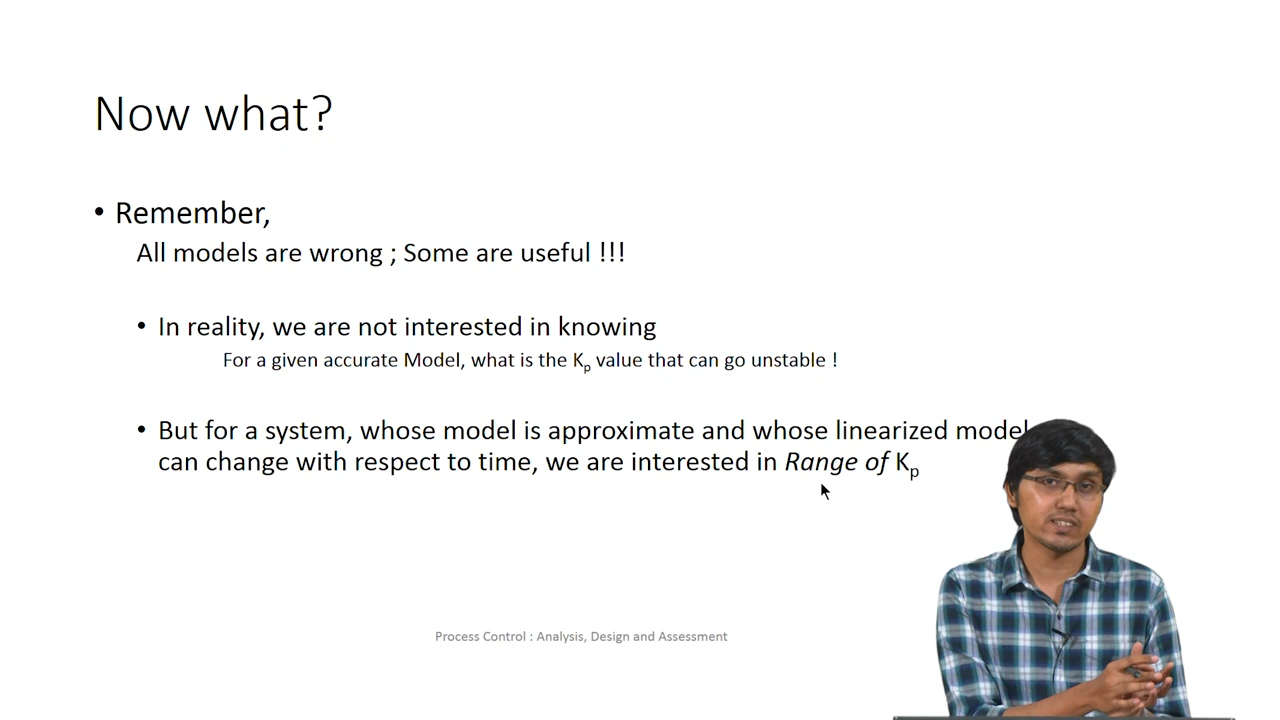 Now what?
• Remember,
All models are wrong ; Some are useful !!!
• In reality, we are not interested in knowing
For a given accurate Model, what is the Kp value that can go unstable !
• But for a system, whose model is approximate and whose linearized model
can change with respect to time, we are interested in Range of Kp
Process Control : Analysis, Design and Assessment